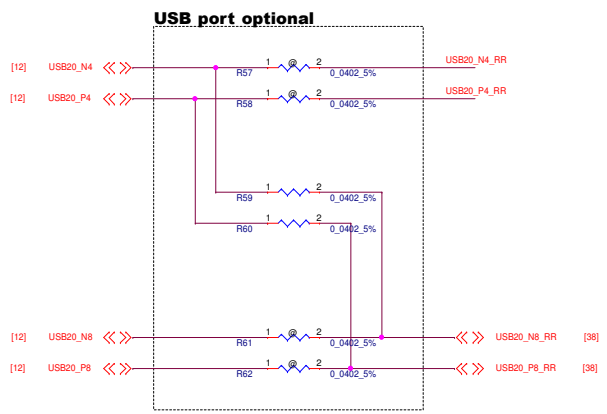 USB port optional
[12] USB20_N4 R57 1 @ 2 0_0402_5% USB20_N4_RR
[12] USB20_P4 R58 1 @ 2 0_0402_5% USB20_P4_RR
R59 1 2 0_0402_5%
R60 1 2 0_0402_5%
[12] USB20_N8 R61 1 @ 2 0_0402_5% USB20_N8_RR [38]
[12] USB20_P8 R62 1 @ 2 0_0402_5% USB20_P8_RR [38]